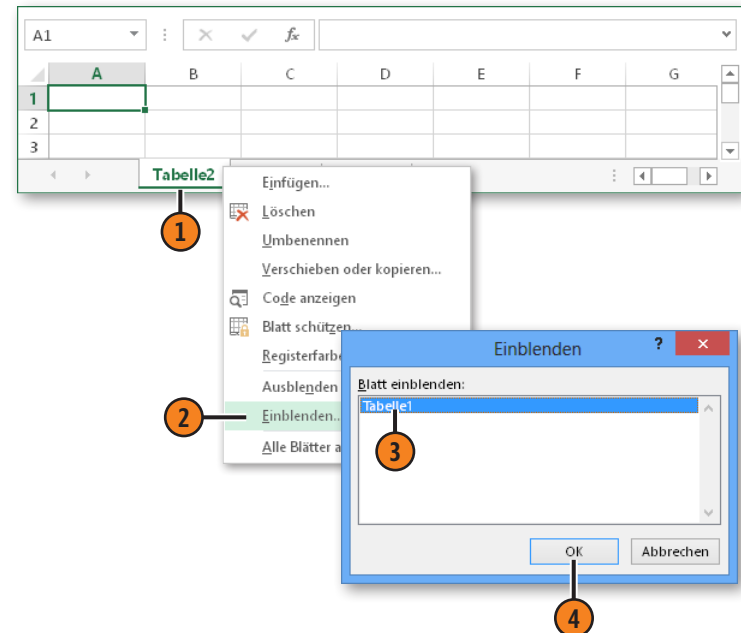 A1 fx
A B C D E F G
1
2
3
Tabelle2
1
Einfügen...
Löschen
Umbenennen
Verschieben oder kopieren...
Code anzeigen
Blatt schützen...
Registerfarbe
Ausblenden
2 Einblenden...
Alle Blätter a
Einblenden ? ×
Blatt einblenden:
Tabelle1
3
OK Abbrechen
4